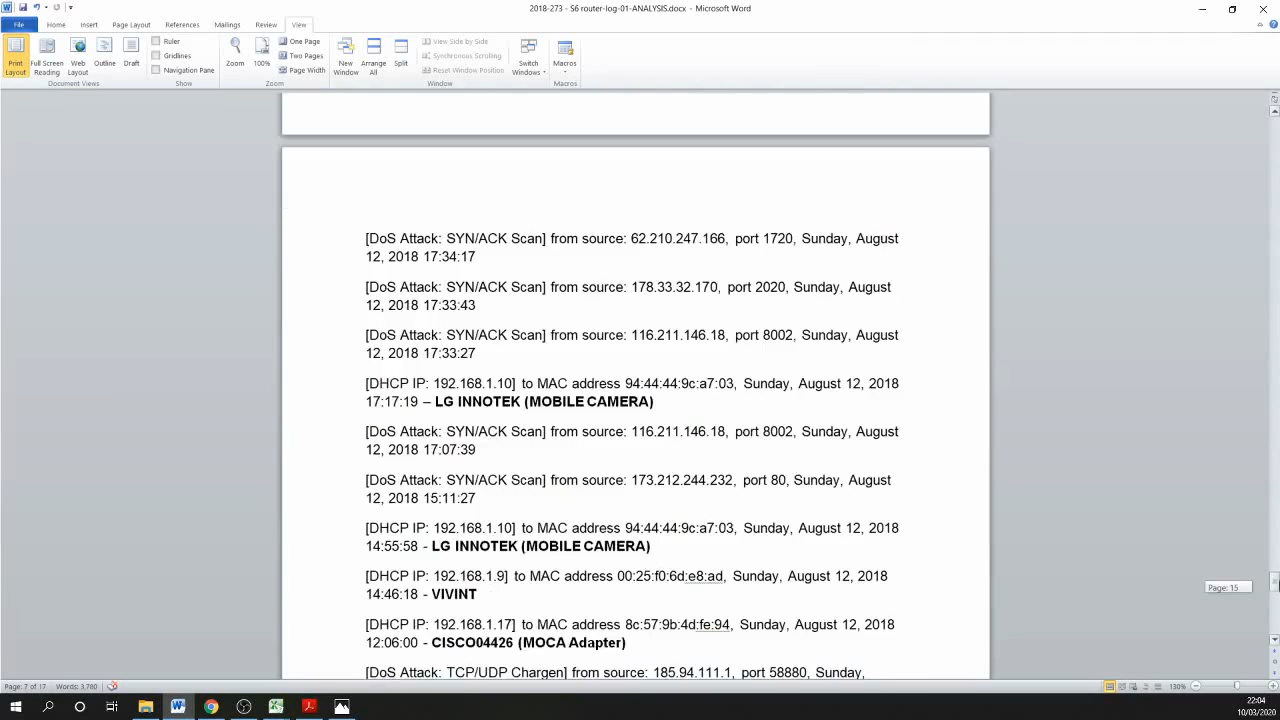 2018-273 - S6 router-log-01-ANALYSIS.docx - Microsoft Word
File Home Insert Page Layout References Mailings Review View
Print Layout
Full Screen Reading
Web Layout
Outline
Draft
Ruler
Gridlines
Navigation Pane
Zoom
100%
One Page
Two Pages
Page Width
New Window
Arrange All
Split
View Side by Side
Synchronous Scrolling
Reset Window Position
Switch Windows
Macros
Document Views Show Zoom Window Macros
[DoS Attack: SYN/ACK Scan] from source: 62.210.247.166, port 1720, Sunday, August
12, 2018 17:34:17
[DoS Attack: SYN/ACK Scan] from source: 178.33.32.170, port 2020, Sunday, August
12, 2018 17:33:43
[DoS Attack: SYN/ACK Scan] from source: 116.211.146.18, port 8002, Sunday, August
12, 2018 17:33:27
[DHCP IP: 192.168.1.10] to MAC address 94:44:44:9c:a7:03, Sunday, August 12, 2018
17:17:19 – LG INNOTEK (MOBILE CAMERA)
[DoS Attack: SYN/ACK Scan] from source: 116.211.146.18, port 8002, Sunday, August
12, 2018 17:07:39
[DoS Attack: SYN/ACK Scan] from source: 173.212.244.232, port 80, Sunday, August
12, 2018 15:11:27
[DHCP IP: 192.168.1.10] to MAC address 94:44:44:9c:a7:03, Sunday, August 12, 2018
14:55:58 - LG INNOTEK (MOBILE CAMERA)
[DHCP IP: 192.168.1.9] to MAC address 00:25:f0:6d:e8:ad, Sunday, August 12, 2018
14:46:18 - VIVINT
[DHCP IP: 192.168.1.17] to MAC address 8c:57:9b:4d:fe:94, Sunday, August 12, 2018
12:06:00 - CISCO04426 (MOCA Adapter)
[DoS Attack: TCP/UDP Chargen] from source: 185.94.111.1, port 58880, Sunday,
Page: 15
Page: 7 of 17 Words: 3.780
130%
22:04
10/03/2020